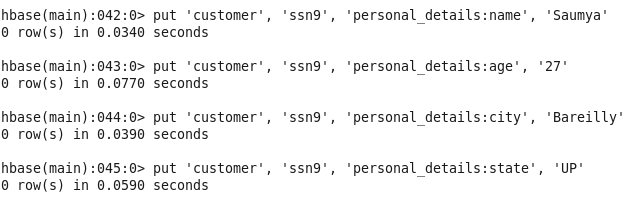 hbase(main):042:0> put 'customer', 'ssn9', 'personal_details:name', 'Saumya'
0 row(s) in 0.0340 seconds
hbase(main):043:0> put 'customer', 'ssn9', 'personal_details:age', '27'
0 row(s) in 0.0770 seconds
hbase(main):044:0> put 'customer', 'ssn9', 'personal_details:city', 'Bareilly'
0 row(s) in 0.0390 seconds
hbase(main):045:0> put 'customer', 'ssn9', 'personal_details:state', 'UP'
0 row(s) in 0.0590 seconds